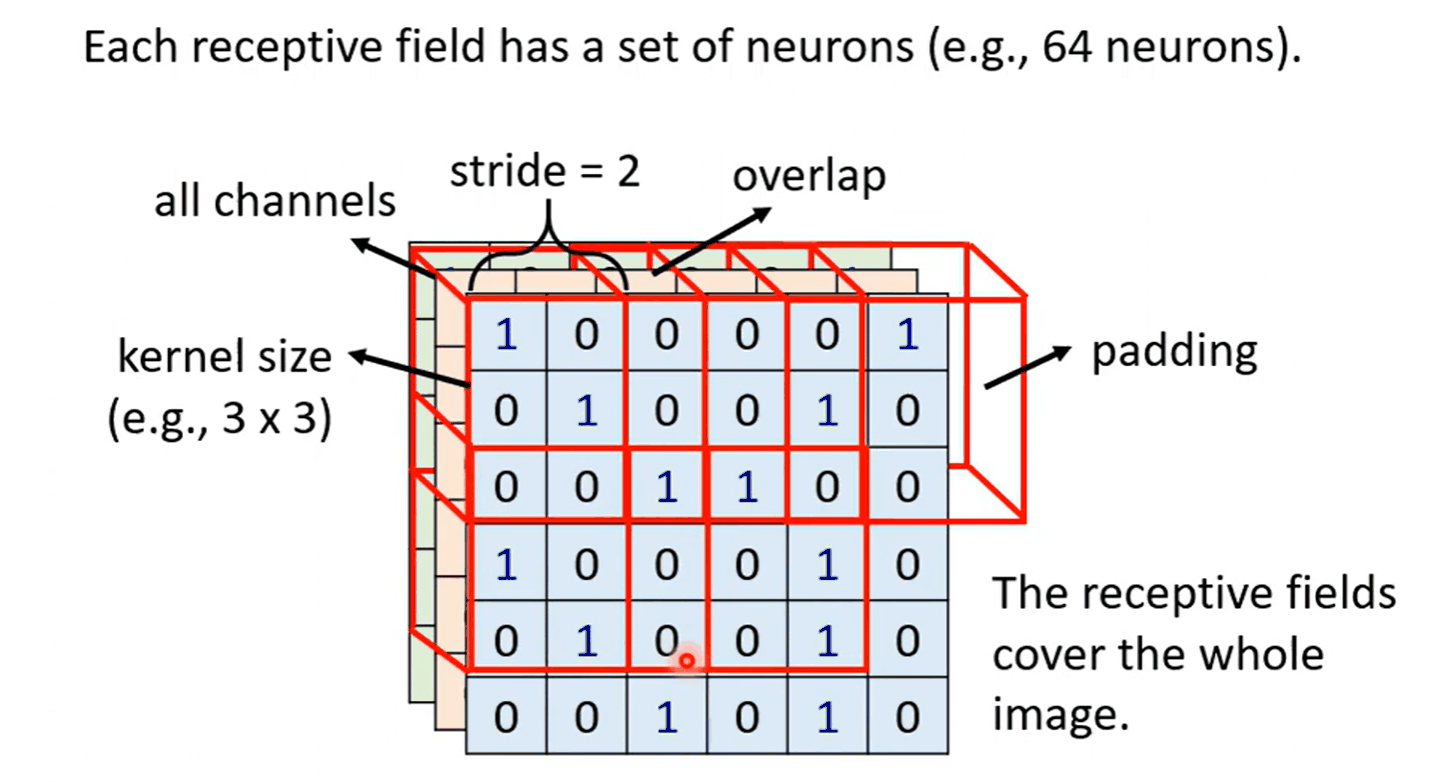 Each receptive field has a set of neurons (e.g., 64 neurons).
stride = 2
overlap
all channels
kernel size
(e.g., 3 x 3)
padding
1 0 0 0 0 1
0 1 0 0 1 0
0 0 1 1 0 0
1 0 0 0 1 0
0 1 0 0 1 0
0 0 1 0 1 0
The receptive fields
cover the whole
image.